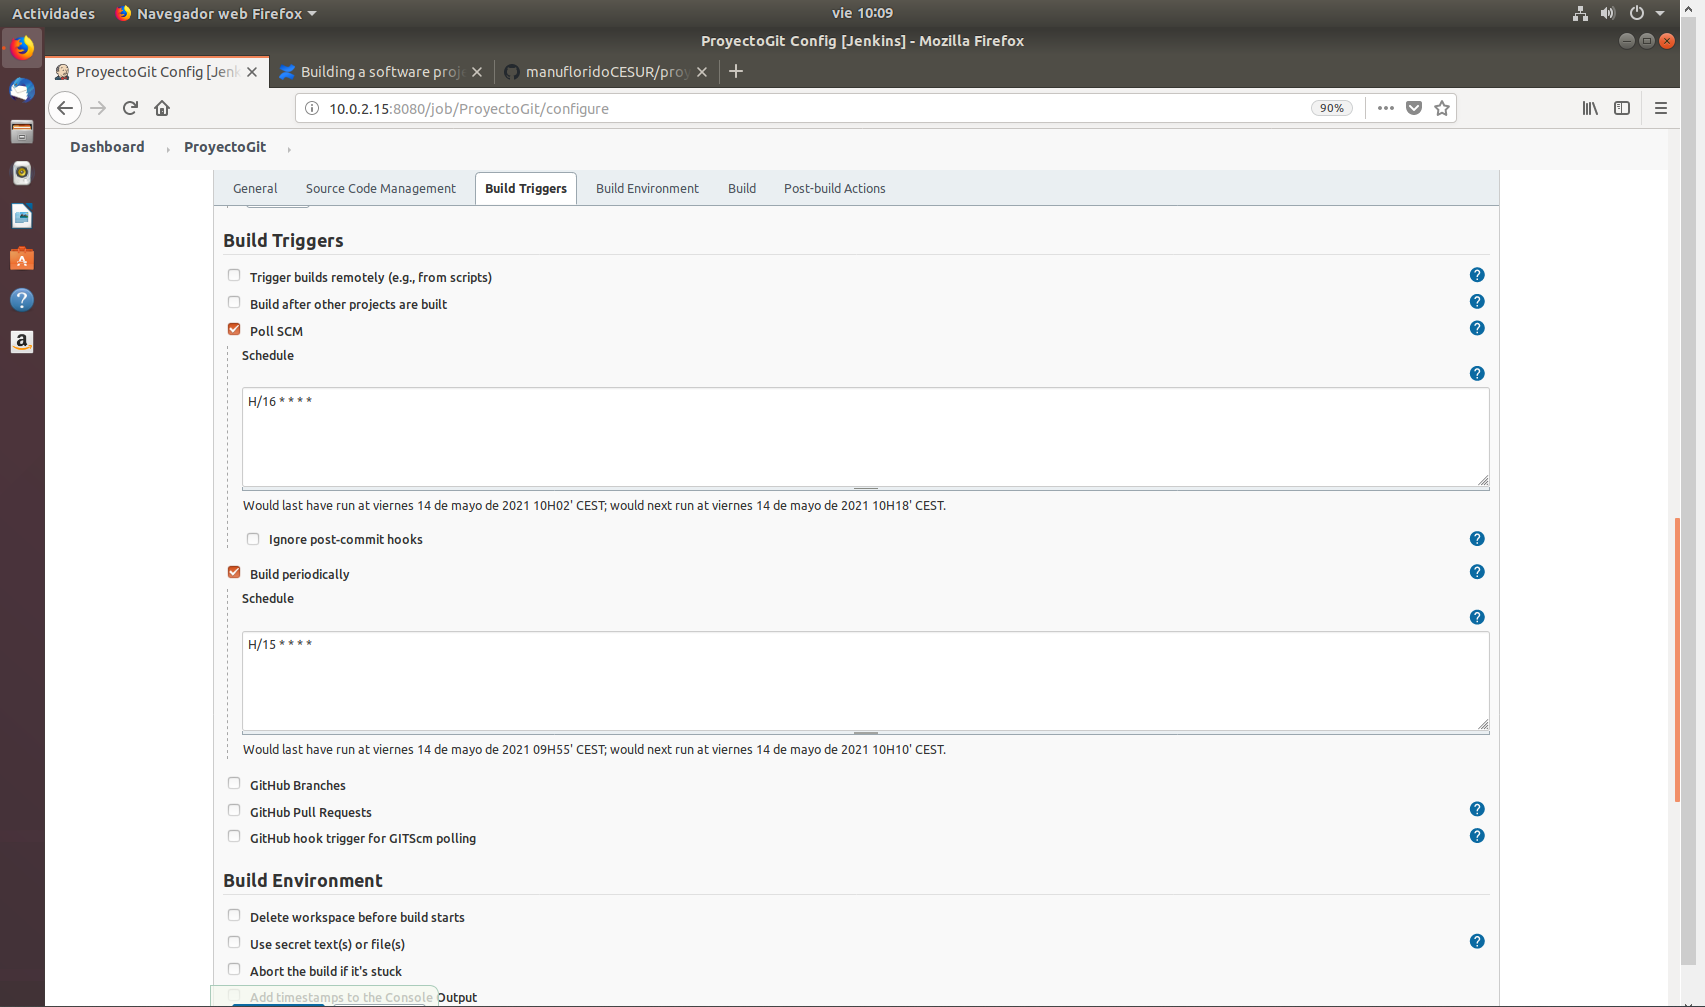 Actividades
Navegador web Firefox
vie 10:09
ProyectoGit Config [Jenkins] - Mozilla Firefox
ProyectoGit Config [Jenk
Building a software proj
manufloridoCESUR/proy
10.0.2.15:8080/job/ProyectoGit/configure
90%
Dashboard
ProyectoGit
General
Source Code Management
Build Triggers
Build Environment
Build
Post-build Actions
Build Triggers
Trigger builds remotely (e.g., from scripts)
Build after other projects are built
Poll SCM
Schedule
H/16 * * * *
Would last have run at viernes 14 de mayo de 2021 10H02' CEST; would next run at viernes 14 de mayo de 2021 10H18' CEST.
Ignore post-commit hooks
Build periodically
Schedule
H/15 * * * *
Would last have run at viernes 14 de mayo de 2021 09H55' CEST; would next run at viernes 14 de mayo de 2021 10H10' CEST.
GitHub Branches
GitHub Pull Requests
GitHub hook trigger for GITScm polling
Build Environment
Delete workspace before build starts
Use secret text(s) or file(s)
Abort the build if it's stuck
Add timestamps to the Console Output